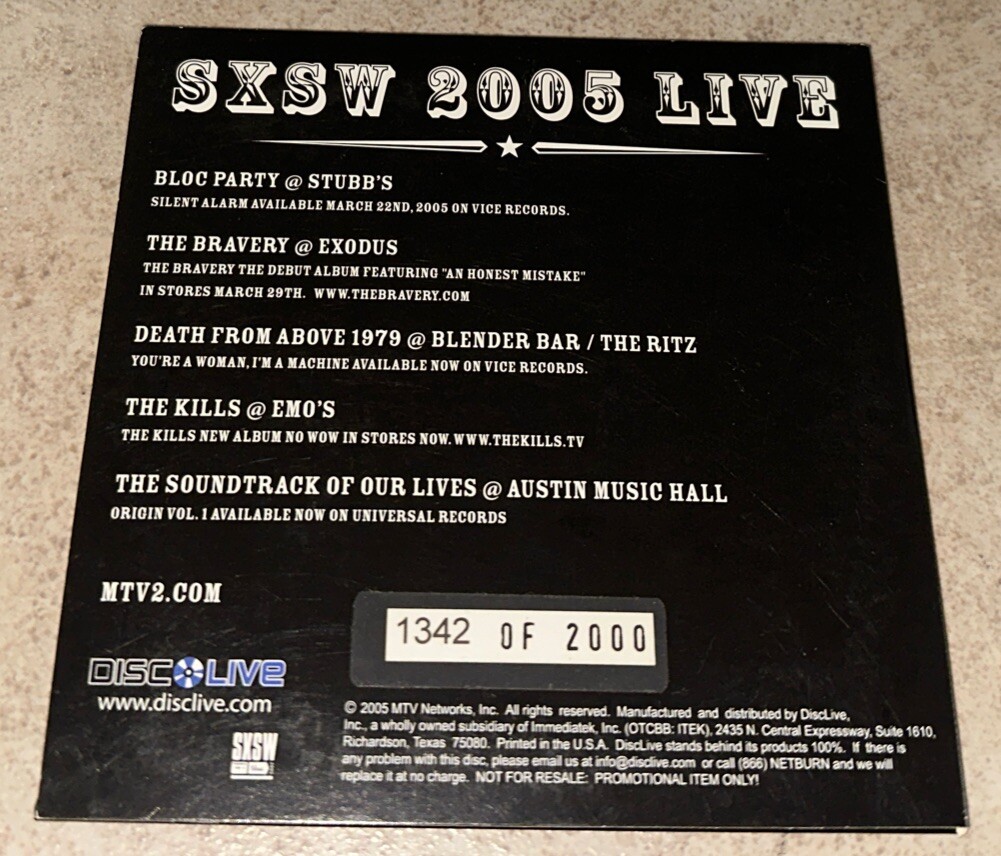 SXSW 2005 LIVE
BLOC PARTY @ STUBB'S
SILENT ALARM AVAILABLE MARCH 22ND, 2005 ON VICE RECORDS.
THE BRAVERY @ EXODUS
THE BRAVERY THE DEBUT ALBUM FEATURING "AN HONEST MISTAKE"
IN STORES MARCH 29TH. WWW.THEBRAVERY.COM
DEATH FROM ABOVE 1979 @ BLENDER BAR / THE RITZ
YOU'RE A WOMAN, I'M A MACHINE AVAILABLE NOW ON VICE RECORDS.
THE KILLS @ EMO'S
THE KILLS NEW ALBUM NO WOW IN STORES NOW. WWW.THEKILLS.TV
THE SOUNDTRACK OF OUR LIVES @ AUSTIN MUSIC HALL
ORIGIN VOL. 1 AVAILABLE NOW ON UNIVERSAL RECORDS
MTV2.COM
1342 OF 2000
DISC LIVE
www.disclive.com
SXSW
© 2005 MTV Networks, Inc. All rights reserved. Manufactured and distributed by DiscLive,
Inc., a wholly owned subsidiary of Immediatek, Inc. (OTCBB: ITEK), 2435 N. Central Expressway, Suite 1610,
Richardson, Texas 75080. Printed in the U.S.A. DiscLive stands behind its products 100%. If there is
any problem with this disc, please email us at info@disclive.com or call (866) NETBURN and we will
replace it at no charge. NOT FOR RESALE: PROMOTIONAL ITEM ONLY!